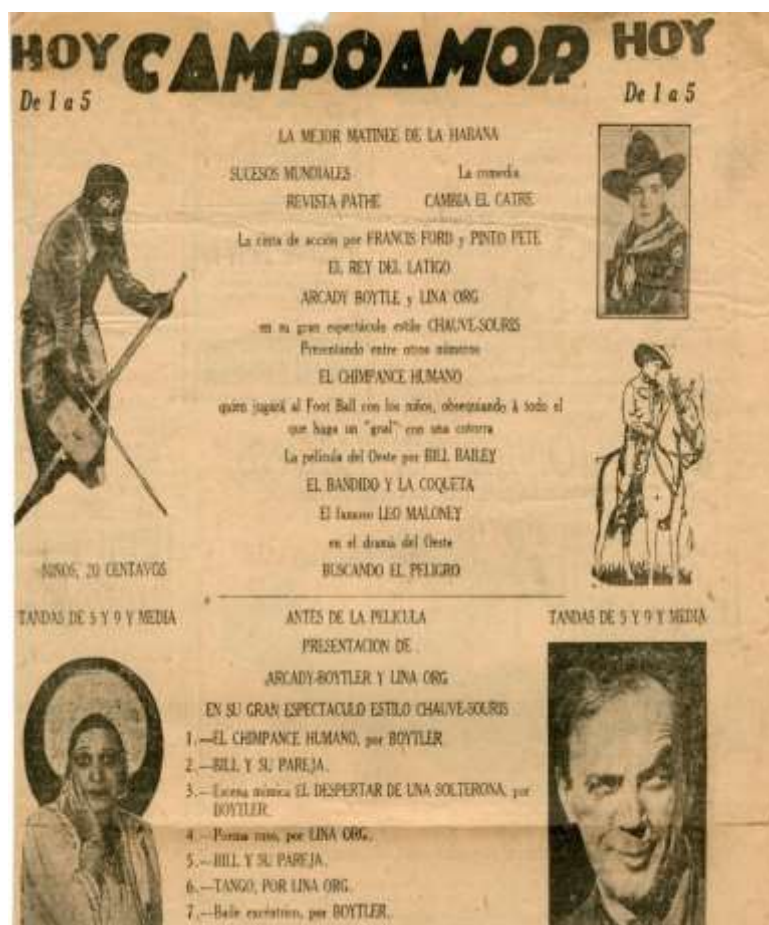 HOY CAMPOAMOR HOY
De 1 a 5
De 1 a 5
LA MEJOR MATINEE DE LA HABANA
SUCESOS MUNDIALES La comedia
REVISTA PATHE CAMBIA EL CATRE
La cinta de acción por FRANCIS FORD y PINTO PETE
EL REY DEL LATIGO
ARCADY BOYTLE y LINA ORG
en su gran espectáculo estilo CHAUVE-SOURIS
Presentando entre otros números
EL CHIMPANCE HUMANO
quien jugará al Foot Ball con los niños, obsequiando á todo el
que haga un "goal" con una cotorra
La película del Oeste por BILL BAILEY
EL BANDIDO Y LA COQUETA
El famoso LEO MALONEY
en el drama del Oeste
BUSCANDO EL PELIGRO
NIÑOS, 20 CENTAVOS
TANDAS DE 5 Y 9 Y MEDIA
ANTES DE LA PELICULA
PRESENTACION DE
ARCADY-BOYTLER Y LINA ORG
EN SU GRAN ESPECTACULO ESTILO CHAUVE-SOURIS
1.—EL CHIMPANCE HUMANO, por BOYTLER
2.—BILL Y SU PAREJA.
3.—Escena mímica EL DESPERTAR DE UNA SOLTERONA, por
BOYTLER.
4.—Poema ruso, por LINA ORG.
5.—BILL Y SU PAREJA.
6.—TANGO, POR LINA ORG.
7.—Baile excéntrico, por BOYTLER.
TANDAS DE 5 Y 9 Y MEDIA